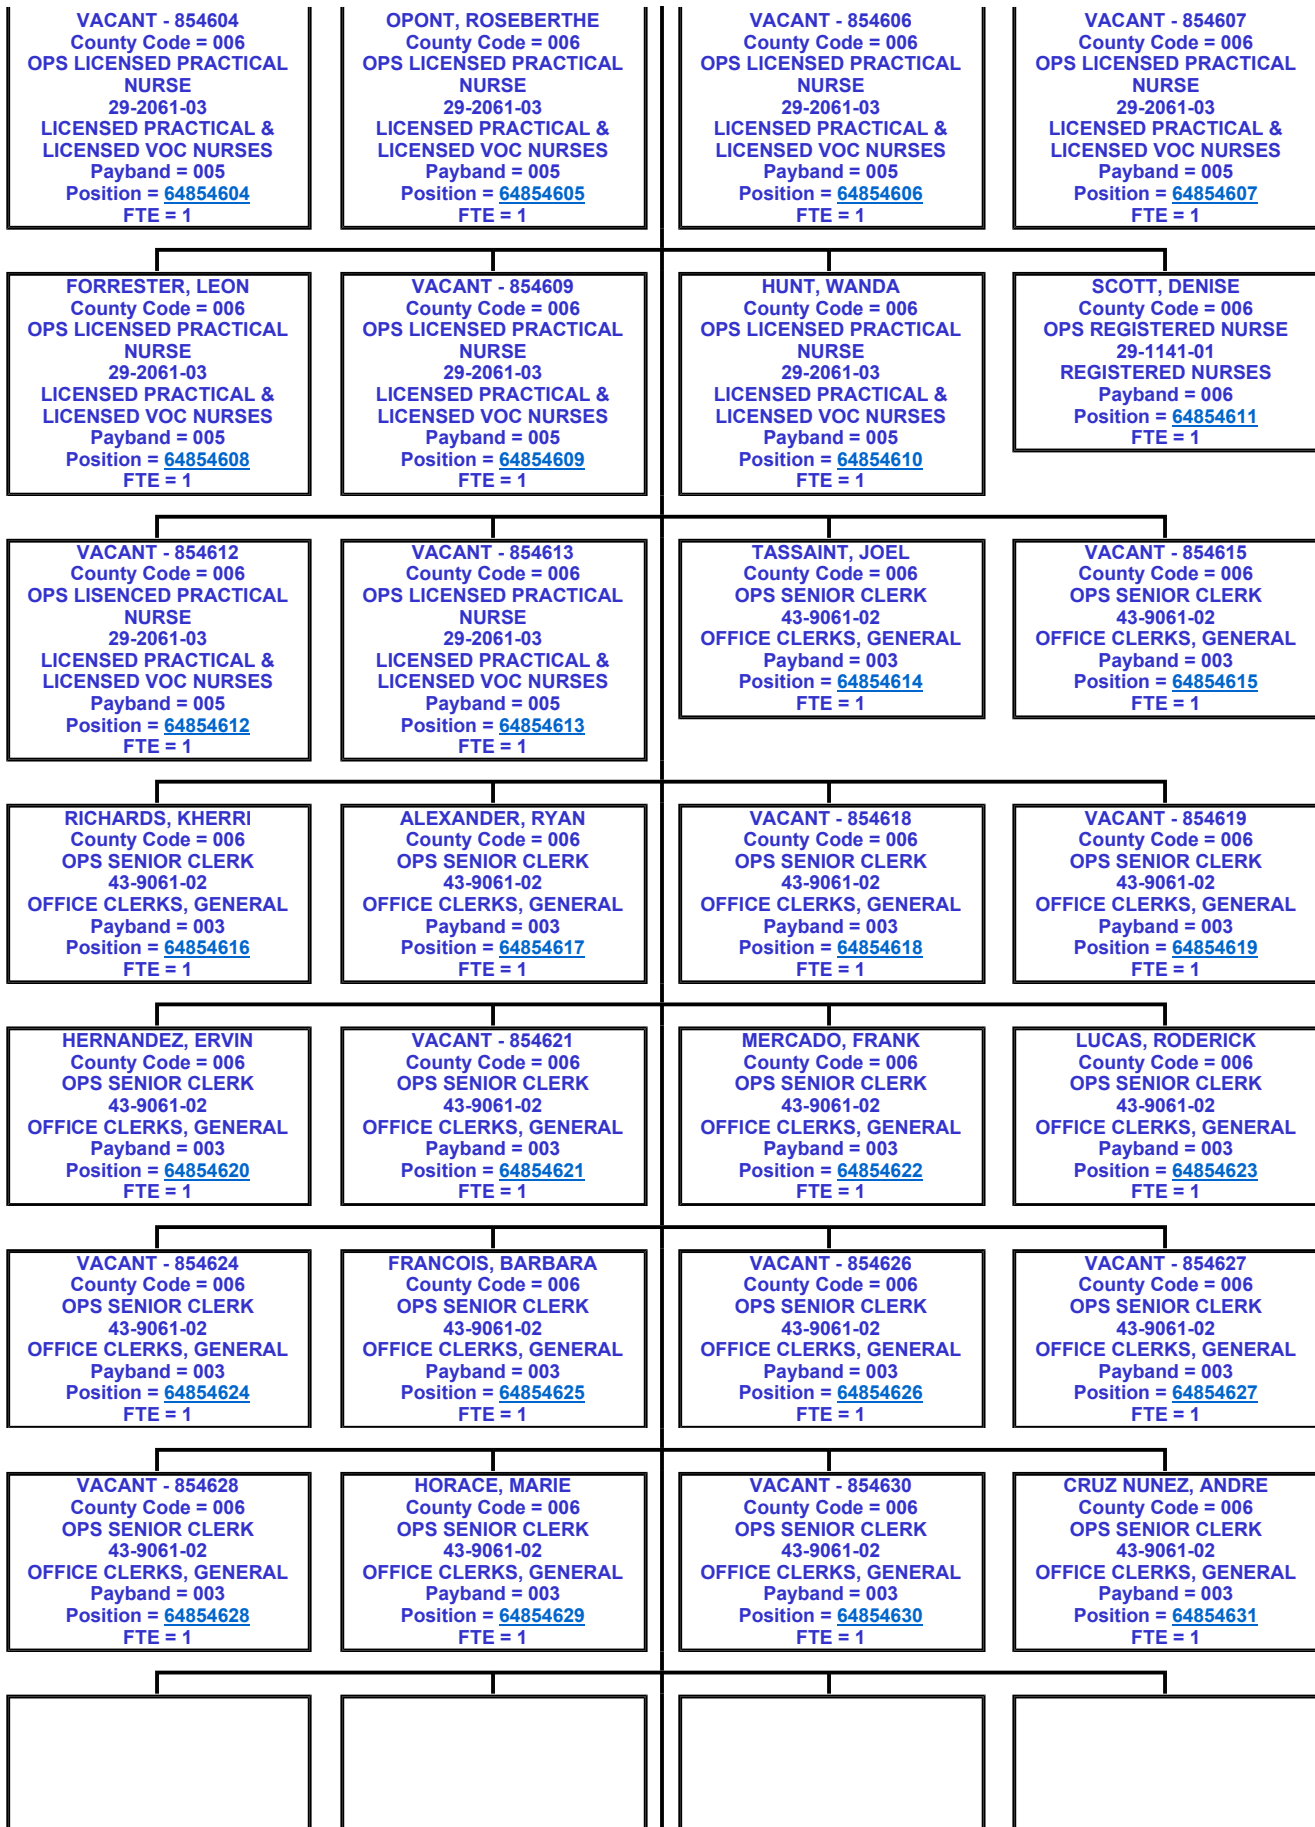 VACANT - 854604
County Code = 006
OPS LICENSED PRACTICAL
NURSE
29-2061-03
LICENSED PRACTICAL &
LICENSED VOC NURSES
Payband = 005
Position = 64854604
FTE = 1
OPONT, ROSEBERTHE
County Code = 006
OPS LICENSED PRACTICAL
NURSE
29-2061-03
LICENSED PRACTICAL &
LICENSED VOC NURSES
Payband = 005
Position = 64854605
FTE = 1
VACANT - 854606
County Code = 006
OPS LICENSED PRACTICAL
NURSE
29-2061-03
LICENSED PRACTICAL &
LICENSED VOC NURSES
Payband = 005
Position = 64854606
FTE = 1
VACANT - 854607
County Code = 006
OPS LICENSED PRACTICAL
NURSE
29-2061-03
LICENSED PRACTICAL &
LICENSED VOC NURSES
Payband = 005
Position = 64854607
FTE = 1
FORRESTER, LEON
County Code = 006
OPS LICENSED PRACTICAL
NURSE
29-2061-03
LICENSED PRACTICAL &
LICENSED VOC NURSES
Payband = 005
Position = 64854608
FTE = 1
VACANT - 854609
County Code = 006
OPS LICENSED PRACTICAL
NURSE
29-2061-03
LICENSED PRACTICAL &
LICENSED VOC NURSES
Payband = 005
Position = 64854609
FTE = 1
HUNT, WANDA
County Code = 006
OPS LICENSED PRACTICAL
NURSE
29-2061-03
LICENSED PRACTICAL &
LICENSED VOC NURSES
Payband = 005
Position = 64854610
FTE = 1
SCOTT, DENISE
County Code = 006
OPS REGISTERED NURSE
29-1141-01
REGISTERED NURSES
Payband = 006
Position = 64854611
FTE = 1
VACANT - 854612
County Code = 006
OPS LISENCED PRACTICAL
NURSE
29-2061-03
LICENSED PRACTICAL &
LICENSED VOC NURSES
Payband = 005
Position = 64854612
FTE = 1
VACANT - 854613
County Code = 006
OPS LICENSED PRACTICAL
NURSE
29-2061-03
LICENSED PRACTICAL &
LICENSED VOC NURSES
Payband = 005
Position = 64854613
FTE = 1
TASSAINT, JOEL
County Code = 006
OPS SENIOR CLERK
43-9061-02
OFFICE CLERKS, GENERAL
Payband = 003
Position = 64854614
FTE = 1
VACANT - 854615
County Code = 006
OPS SENIOR CLERK
43-9061-02
OFFICE CLERKS, GENERAL
Payband = 003
Position = 64854615
FTE = 1
RICHARDS, KHERRI
County Code = 006
OPS SENIOR CLERK
43-9061-02
OFFICE CLERKS, GENERAL
Payband = 003
Position = 64854616
FTE = 1
ALEXANDER, RYAN
County Code = 006
OPS SENIOR CLERK
43-9061-02
OFFICE CLERKS, GENERAL
Payband = 003
Position = 64854617
FTE = 1
VACANT - 854618
County Code = 006
OPS SENIOR CLERK
43-9061-02
OFFICE CLERKS, GENERAL
Payband = 003
Position = 64854618
FTE = 1
VACANT - 854619
County Code = 006
OPS SENIOR CLERK
43-9061-02
OFFICE CLERKS, GENERAL
Payband = 003
Position = 64854619
FTE = 1
HERNANDEZ, ERVIN
County Code = 006
OPS SENIOR CLERK
43-9061-02
OFFICE CLERKS, GENERAL
Payband = 003
Position = 64854620
FTE = 1
VACANT - 854621
County Code = 006
OPS SENIOR CLERK
43-9061-02
OFFICE CLERKS, GENERAL
Payband = 003
Position = 64854621
FTE = 1
MERCADO, FRANK
County Code = 006
OPS SENIOR CLERK
43-9061-02
OFFICE CLERKS, GENERAL
Payband = 003
Position = 64854622
FTE = 1
LUCAS, RODERICK
County Code = 006
OPS SENIOR CLERK
43-9061-02
OFFICE CLERKS, GENERAL
Payband = 003
Position = 64854623
FTE = 1
VACANT - 854624
County Code = 006
OPS SENIOR CLERK
43-9061-02
OFFICE CLERKS, GENERAL
Payband = 003
Position = 64854624
FTE = 1
FRANCOIS, BARBARA
County Code = 006
OPS SENIOR CLERK
43-9061-02
OFFICE CLERKS, GENERAL
Payband = 003
Position = 64854625
FTE = 1
VACANT - 854626
County Code = 006
OPS SENIOR CLERK
43-9061-02
OFFICE CLERKS, GENERAL
Payband = 003
Position = 64854626
FTE = 1
VACANT - 854627
County Code = 006
OPS SENIOR CLERK
43-9061-02
OFFICE CLERKS, GENERAL
Payband = 003
Position = 64854627
FTE = 1
VACANT - 854628
County Code = 006
OPS SENIOR CLERK
43-9061-02
OFFICE CLERKS, GENERAL
Payband = 003
Position = 64854628
FTE = 1
HORACE, MARIE
County Code = 006
OPS SENIOR CLERK
43-9061-02
OFFICE CLERKS, GENERAL
Payband = 003
Position = 64854629
FTE = 1
VACANT - 854630
County Code = 006
OPS SENIOR CLERK
43-9061-02
OFFICE CLERKS, GENERAL
Payband = 003
Position = 64854630
FTE = 1
CRUZ NUNEZ, ANDRE
County Code = 006
OPS SENIOR CLERK
43-9061-02
OFFICE CLERKS, GENERAL
Payband = 003
Position = 64854631
FTE = 1